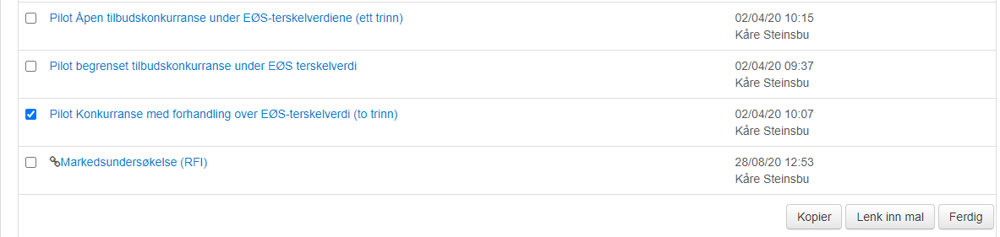 Pilot Åpen tilbudskonkurranse under EØS-terskelverdiene (ett trinn)
02/04/20 10:15
Kåre Steinsbu
Pilot begrenset tilbudskonkurranse under EØS terskelverdi
02/04/20 09:37
Kåre Steinsbu
Pilot Konkurranse med forhandling over EØS-terskelverdi (to trinn)
02/04/20 10:07
Kåre Steinsbu
Markedsundersøkelse (RFI)
28/08/20 12:53
Kåre Steinsbu
Kopier Lenk inn mal Ferdig